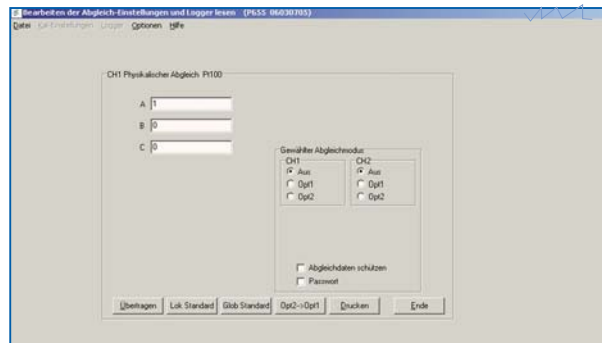 Bearbeiten der Abgleich-Einstellungen und Logger lesen (P655 06030705)
Datei Kal-Einstellungen Logger Optionen Hilfe
CH1 Physikalischer Abgleich Pt100
A 1
B 0
C 0
Gewählter Abgleichmodus
CH1 CH2
Aus Aus
Opt1 Opt1
Opt2 Opt2
Abgleichdaten schützen
Passwort
Übertragen Lok Standard Glob Standard Opt2->Opt1 Drucken Ende